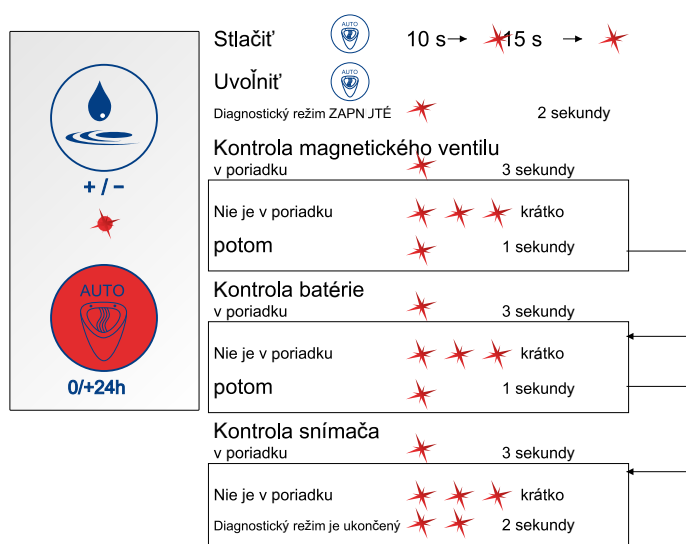 + / −
AUTO
0/+24h
Stlačiť AUTO 10 s 15 s
Uvoľniť AUTO
Diagnostický režim ZAPN JTÉ 2 sekundy
Kontrola magnetického ventilu
v poriadku 3 sekundy
Nie je v poriadku krátko
potom 1 sekundy
Kontrola batérie
v poriadku 3 sekundy
Nie je v poriadku krátko
potom 1 sekundy
Kontrola snímača
v poriadku 3 sekundy
Nie je v poriadku krátko
Diagnostický režim je ukončený 2 sekundy